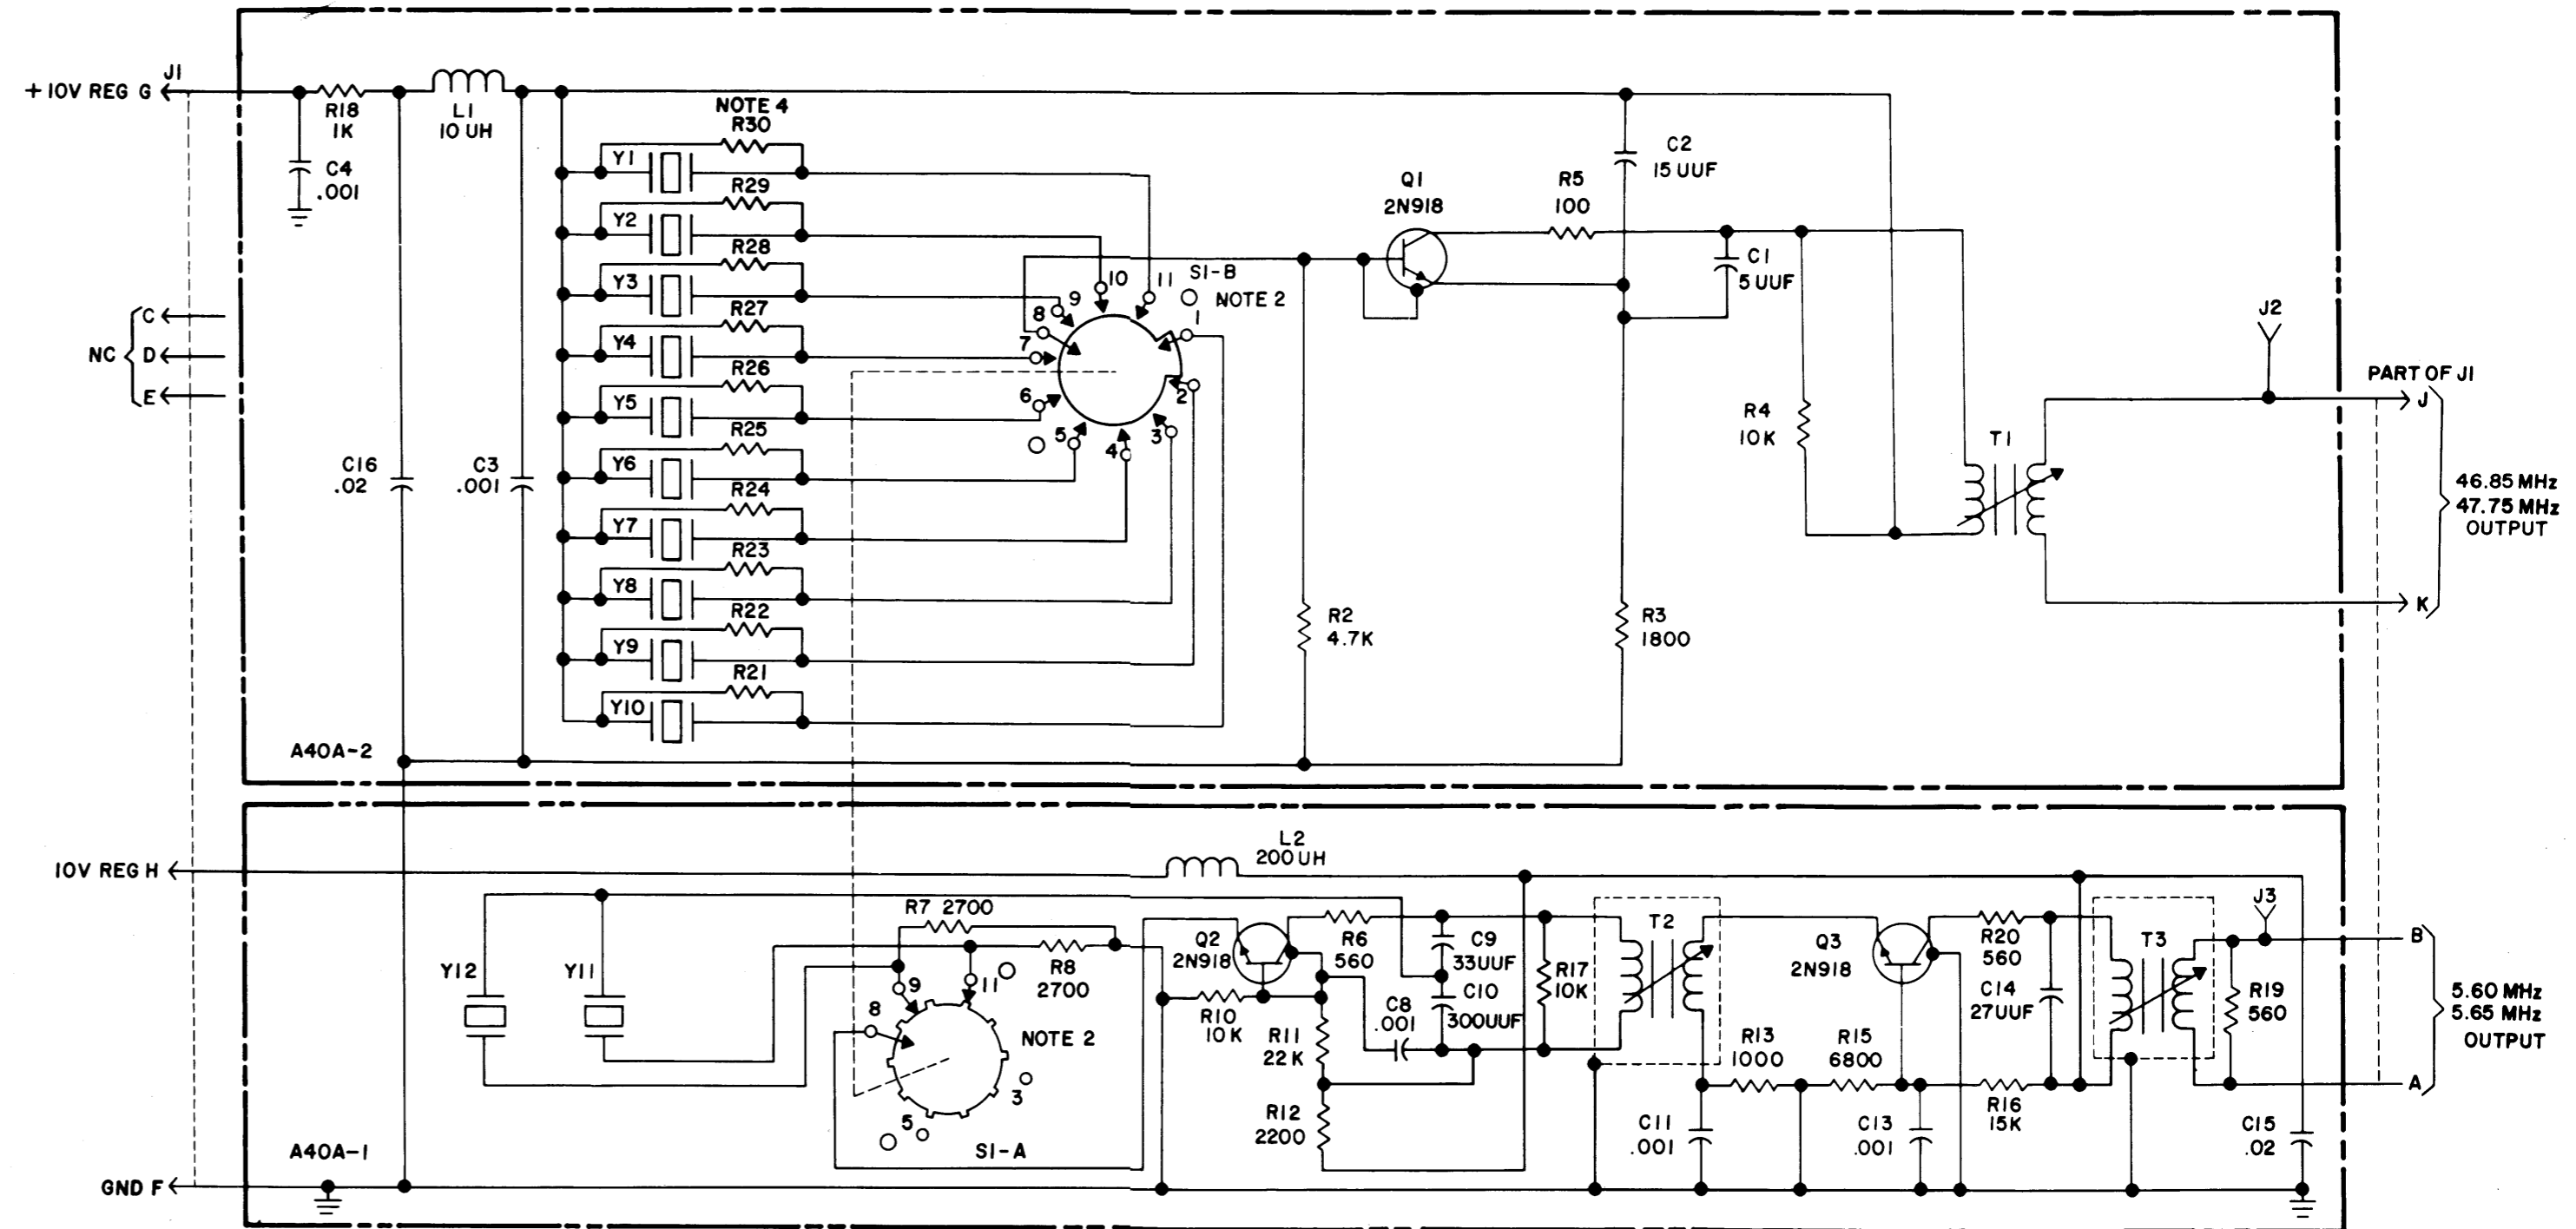 J1
+10V REG G
R18
1K
L1
10 UH
C4
.001
NOTE 4
R30
Y1
R29
Y2
R28
Y3
R27
Y4
R26
Y5
R25
Y6
R24
Y7
R23
Y8
R22
Y9
R21
Y10
NC
C
D
E
C16
.02
C3
.001
10
11
S1-B
NOTE 2
9
8
7
6
5
4
3
2
1
Q1
2N918
R5
100
C2
15 UUF
C1
5 UUF
R2
4.7K
R3
1800
R4
10K
T1
J2
PART OF J1
J
K
46.85 MHz
47.75 MHz
OUTPUT
A40A-2
10V REG H
L2
200 UH
R7 2700
R8
2700
Y12
Y11
9
11
8
NOTE 2
3
5
S1-A
Q2
2N918
R6
560
C9
33UUF
R17
10K
C10
300UUF
C8
.001
R10
10K
R11
22K
R12
2200
T2
Q3
2N918
R20
560
C14
27UUF
T3
J3
R19
560
B
A
5.60 MHz
5.65 MHz
OUTPUT
R13
1000
R15
6800
R16
15K
C11
.001
C13
.001
C15
.02
A40A-1
GND F